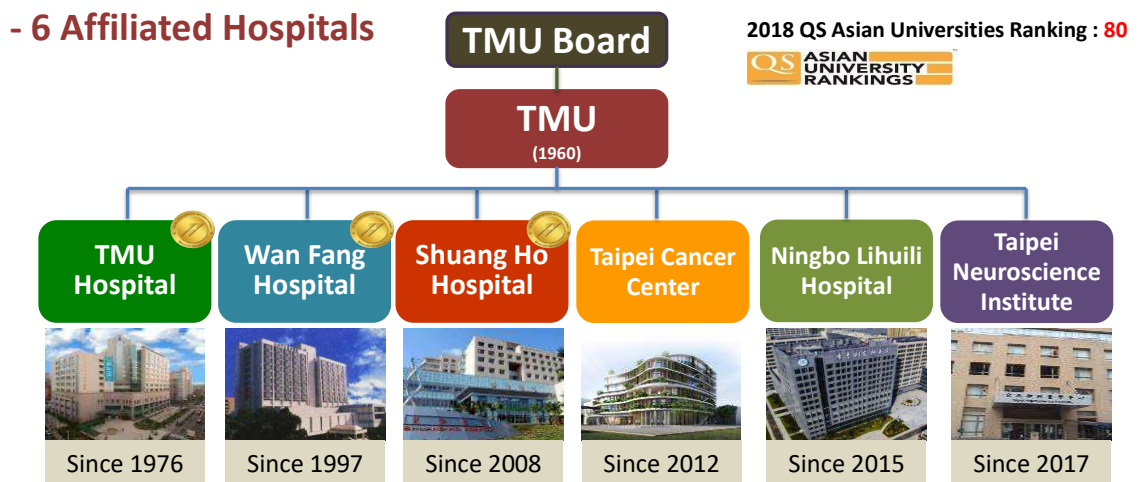 - 6 Affiliated Hospitals
TMU Board
2018 QS Asian Universities Ranking : 80
QS ASIAN
UNIVERSITY
RANKINGS
TMU
(1960)
TMU
Hospital
Wan Fang
Hospital
Shuang Ho
Hospital
Taipei Cancer
Center
Ningbo Lihuili
Hospital
Taipei
Neuroscience
Institute
Since 1976
Since 1997
Since 2008
Since 2012
Since 2015
Since 2017